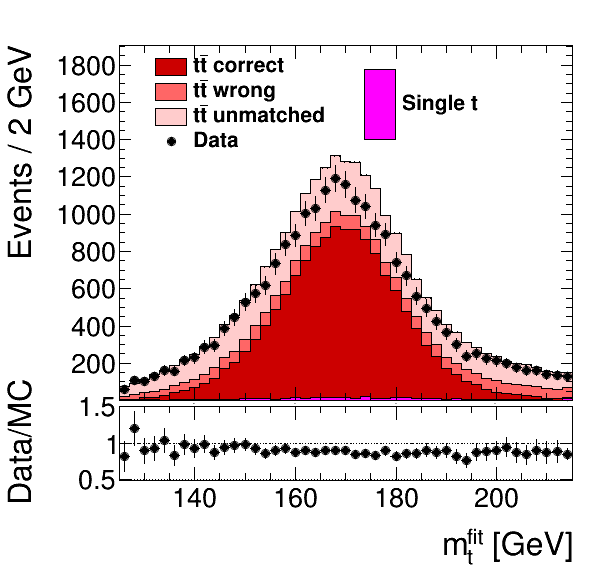 Events / 2 GeV
1800
1600
1400
1200
1000
800
600
400
200
tt̄ correct
tt̄ wrong
tt̄ unmatched
Data
Single t
Data/MC
1.5
1
0.5
140 160 180 200
m_t^fit [GeV]